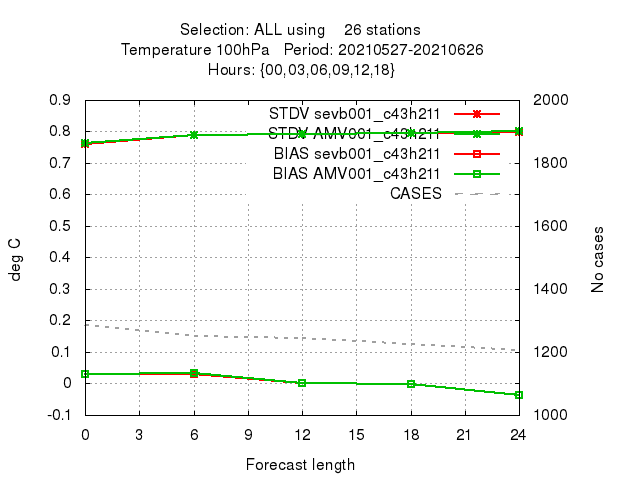 Selection: ALL using 26 stations
Temperature 100hPa Period: 20210527-20210626
Hours: {00,03,06,09,12,18}
STDV sevb001_c43h211
STDV AMV001_c43h211
BIAS sevb001_c43h211
BIAS AMV001_c43h211
CASES
0.9
0.8
0.7
0.6
0.5
0.4
0.3
0.2
0.1
0
-0.1
deg C
2000
1800
1600
1400
1200
1000
No cases
0 3 6 9 12 15 18 21 24
Forecast length